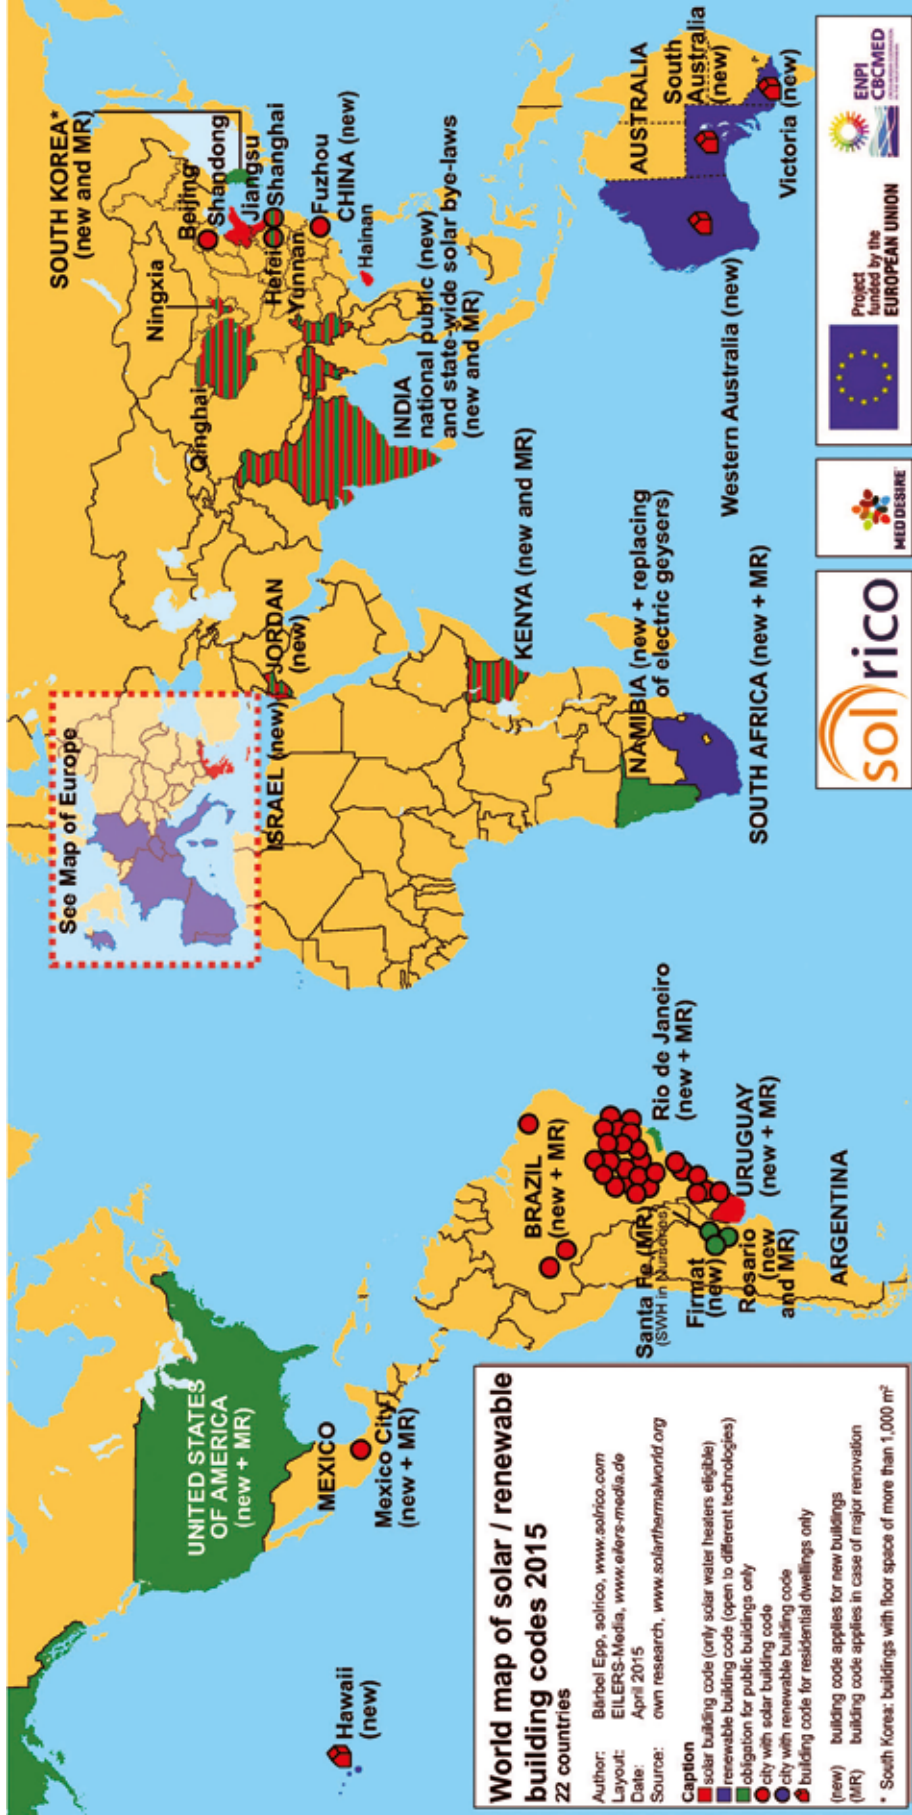 World map of solar / renewable
building codes 2015
22 countries
Author: Bärbel Epp, solrico, www.solrico.com
Layout: EILERS-Media, www.eilers-media.de
Date: April 2015
Source: own research, www.solarthermalworld.org
Caption
solar building code (only solar water heaters eligible)
renewable building code (open to different technologies)
obligation for public buildings only
city with solar building code
city with renewable building code
building code for residential dwellings only
(new) building code applies for new buildings
(MR) building code applies in case of major renovation
* South Korea: buildings with floor space of more than 1,000 m²
Hawaii
(new)
UNITED STATES
OF AMERICA
(new + MR)
MEXICO
Mexico City
(new + MR)
BRAZIL
(new + MR)
Santa Fe (MR)
(SWH in Nurseries)
Firmat
(new)
Rosario
(new
and MR)
Rio de Janeiro
(new + MR)
URUGUAY
(new + MR)
ARGENTINA
See Map of Europe
ISRAEL (new)
JORDAN
(new)
KENYA (new and MR)
NAMIBIA (new + replacing
of electric geysers)
SOUTH AFRICA (new + MR)
SOUTH KOREA*
(new and MR)
Ningxia
Beijing
Shandong
Qinghai
Jiangsu
Hefei
Shanghai
Yunnan
Fuzhou
CHINA (new)
Hainan
INDIA
national public (new)
and state-wide solar bye-laws
(new and MR)
AUSTRALIA
South
Australia
(new)
Western Australia (new)
Victoria (new)
solrico
MED DESIRE
Project
funded by the
EUROPEAN UNION
ENPI
CBCMED